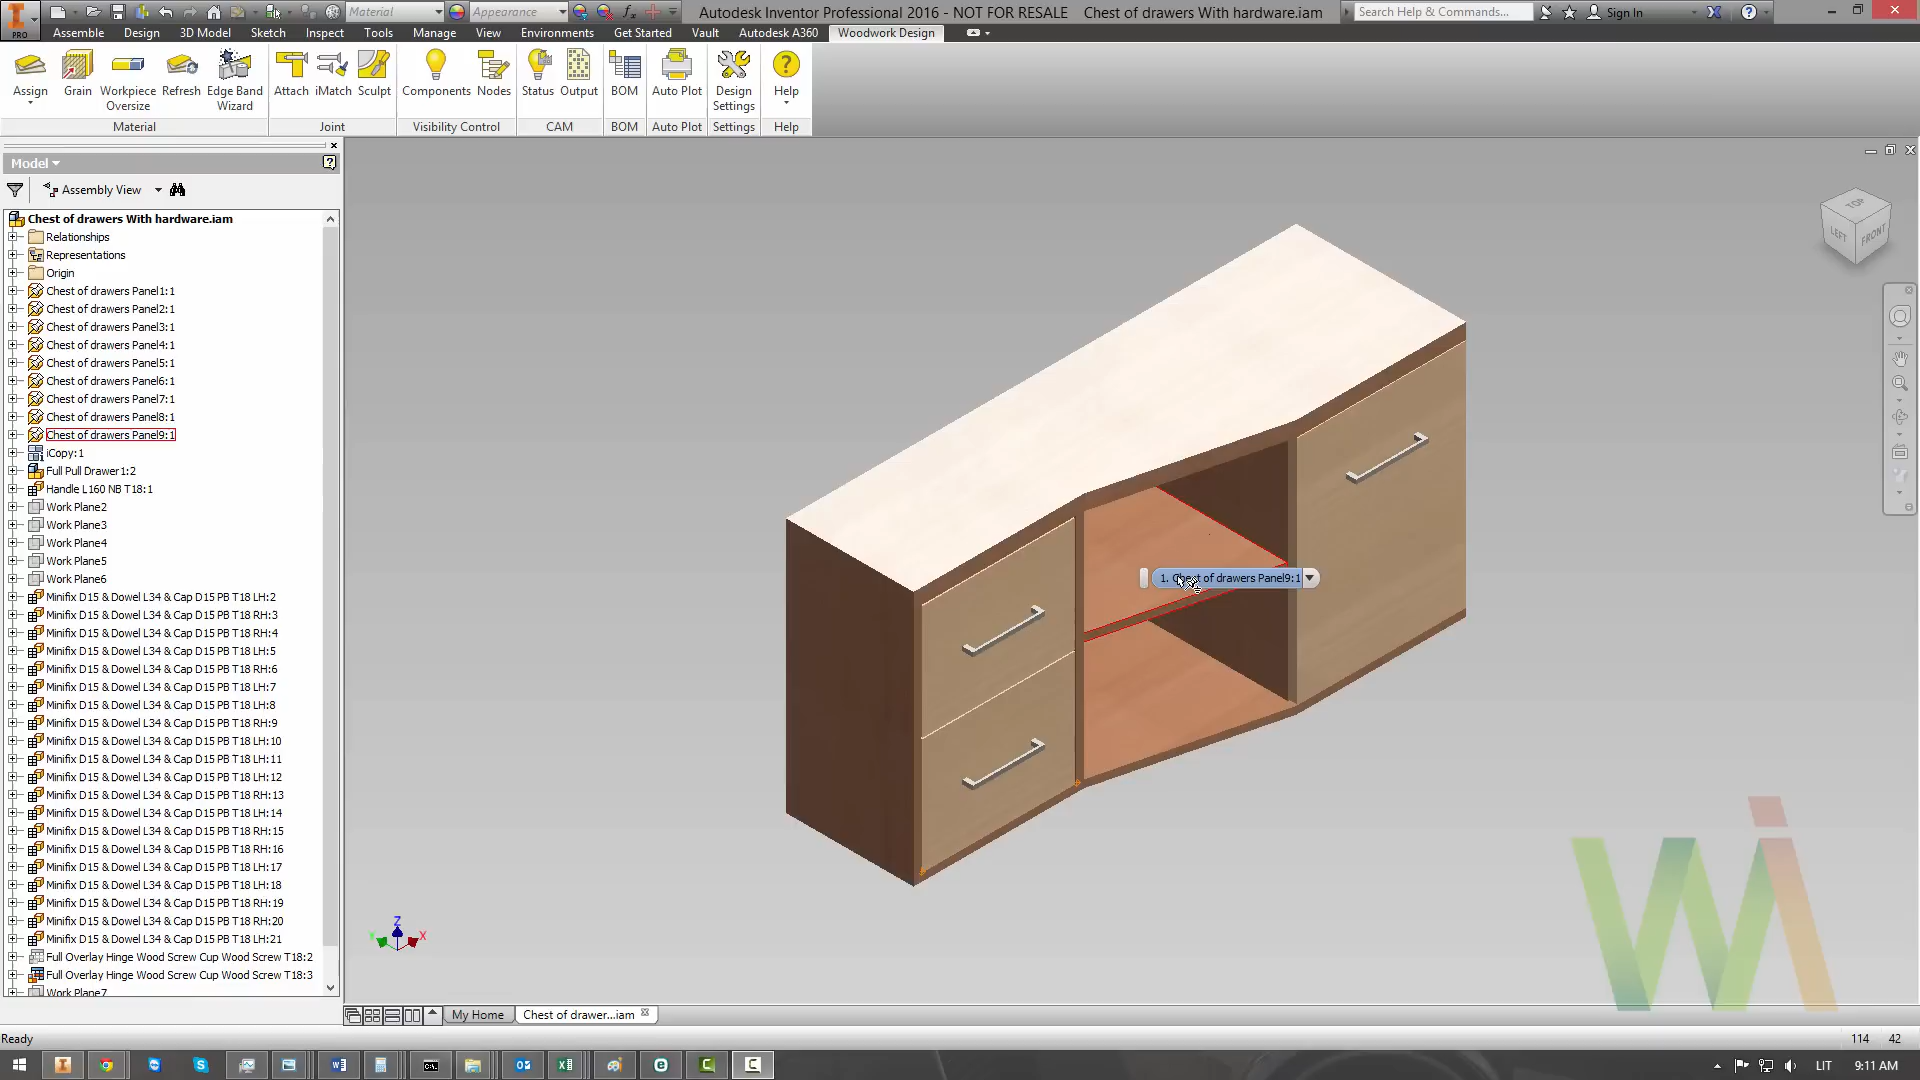 Material
Appearance
Autodesk Inventor Professional 2016 - NOT FOR RESALE
Chest of drawers With hardware.iam
Search Help & Commands...
Sign In
PRO
Assemble
Design
3D Model
Sketch
Inspect
Tools
Manage
View
Environments
Get Started
Vault
Autodesk A360
Woodwork Design
Assign
Grain
Workpiece
Oversize
Refresh
Edge Band
Wizard
Attach
iMatch
Sculpt
Components
Nodes
Status
Output
BOM
Auto Plot
Design
Settings
Help
Material
Joint
Visibility Control
CAM
BOM
Auto Plot
Settings
Help
Model
Assembly View
Chest of drawers With hardware.iam
Relationships
Representations
Origin
Chest of drawers Panel1:1
Chest of drawers Panel2:1
Chest of drawers Panel3:1
Chest of drawers Panel4:1
Chest of drawers Panel5:1
Chest of drawers Panel6:1
Chest of drawers Panel7:1
Chest of drawers Panel8:1
Chest of drawers Panel9:1
iCopy:1
Full Pull Drawer1:2
Handle L160 NB T18:1
Work Plane2
Work Plane3
Work Plane4
Work Plane5
Work Plane6
Minifix D15 & Dowel L34 & Cap D15 PB T18 LH:2
Minifix D15 & Dowel L34 & Cap D15 PB T18 RH:3
Minifix D15 & Dowel L34 & Cap D15 PB T18 RH:4
Minifix D15 & Dowel L34 & Cap D15 PB T18 LH:5
Minifix D15 & Dowel L34 & Cap D15 PB T18 RH:6
Minifix D15 & Dowel L34 & Cap D15 PB T18 LH:7
Minifix D15 & Dowel L34 & Cap D15 PB T18 LH:8
Minifix D15 & Dowel L34 & Cap D15 PB T18 RH:9
Minifix D15 & Dowel L34 & Cap D15 PB T18 LH:10
Minifix D15 & Dowel L34 & Cap D15 PB T18 LH:11
Minifix D15 & Dowel L34 & Cap D15 PB T18 LH:12
Minifix D15 & Dowel L34 & Cap D15 PB T18 RH:13
Minifix D15 & Dowel L34 & Cap D15 PB T18 LH:14
Minifix D15 & Dowel L34 & Cap D15 PB T18 RH:15
Minifix D15 & Dowel L34 & Cap D15 PB T18 RH:16
Minifix D15 & Dowel L34 & Cap D15 PB T18 LH:17
Minifix D15 & Dowel L34 & Cap D15 PB T18 LH:18
Minifix D15 & Dowel L34 & Cap D15 PB T18 RH:19
Minifix D15 & Dowel L34 & Cap D15 PB T18 RH:20
Minifix D15 & Dowel L34 & Cap D15 PB T18 LH:21
Full Overlay Hinge Wood Screw Cup Wood Screw T18:2
Full Overlay Hinge Wood Screw Cup Wood Screw T18:3
Work Plane7
TOP
LEFT
FRONT
1. Chest of drawers Panel9:1
Z
X
My Home
Chest of drawer...iam
Ready
114
42
LIT
9:11 AM